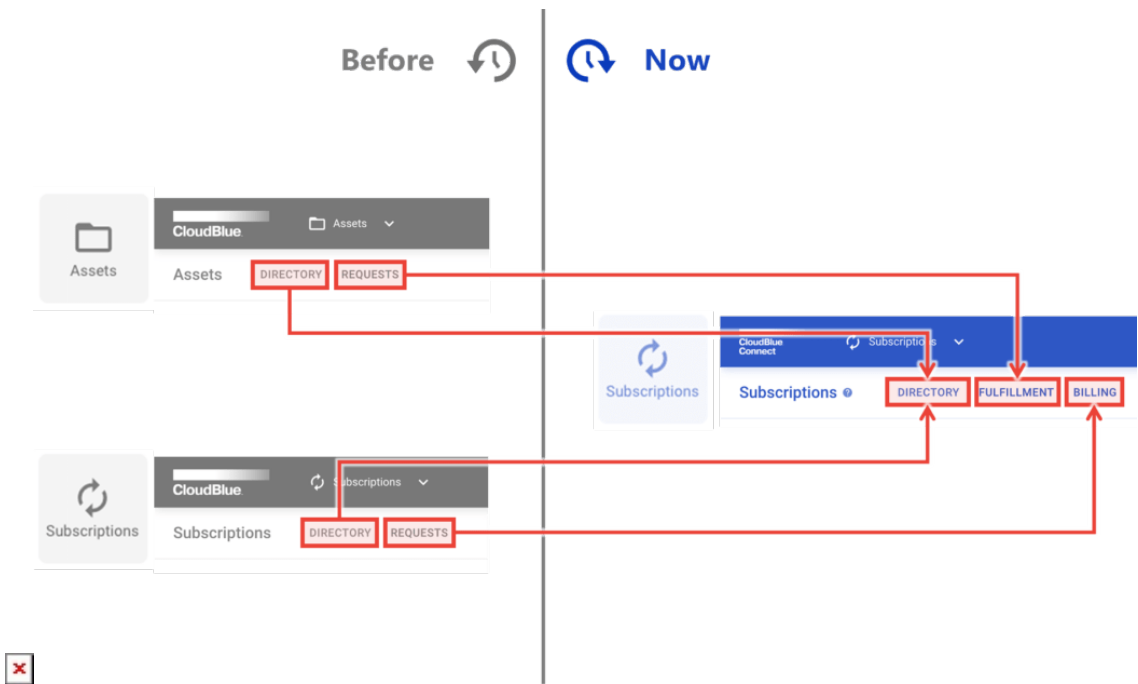 Before
Now
CloudBlue
Assets
Assets
Assets
DIRECTORY
REQUESTS
CloudBlue
Connect
Subscriptions
Subscriptions
Subscriptions
DIRECTORY
FULFILLMENT
BILLING
CloudBlue
Subscriptions
Subscriptions
Subscriptions
DIRECTORY
REQUESTS